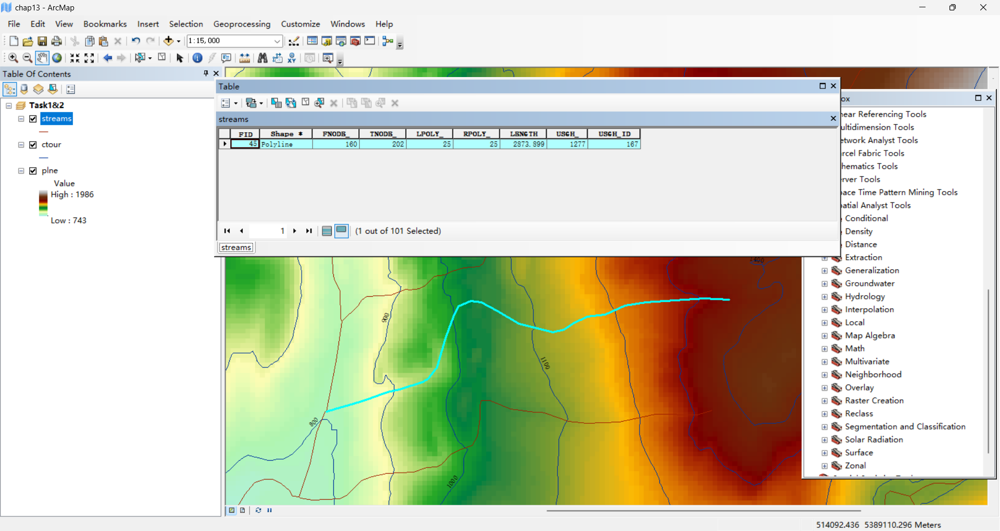 chap13 - ArcMap
File Edit View Bookmarks Insert Selection Geoprocessing Customize Windows Help
1:15,000
Table Of Contents
Task1&2
streams
ctour
plne
Value
High : 1986
Low : 743
Table
streams
FID Shape * FNODE_ TNODE_ LPOLY_ RPOLY_ LENGTH USGH_ USGH_ID
45 Polyline 160 202 25 25 2873.899 1277 167
1 (1 out of 101 Selected)
streams
ox
near Referencing Tools
ultidimension Tools
etwork Analyst Tools
rcel Fabric Tools
hematics Tools
erver Tools
pace Time Pattern Mining Tools
patial Analyst Tools
Conditional
Density
Distance
Extraction
Generalization
Groundwater
Hydrology
Interpolation
Local
Map Algebra
Math
Multivariate
Neighborhood
Overlay
Raster Creation
Reclass
Segmentation and Classification
Solar Radiation
Surface
Zonal
900
1100
800
1000
514092.436 5389110.296 Meters